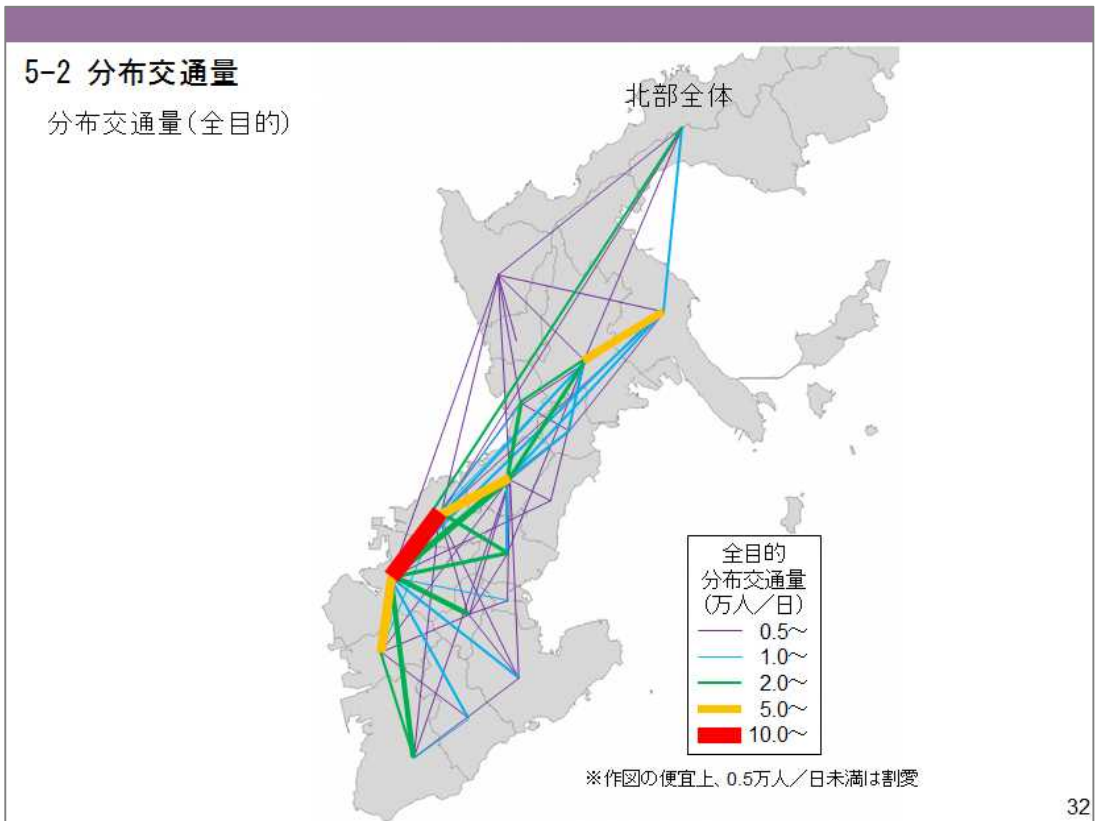 5-2 分布交通量
分布交通量(全目的)
北部全体
全目的
分布交通量
(万人/日)
0.5~
1.0~
2.0~
5.0~
10.0~
※作図の便宜上、0.5万人/日未満は割愛
32